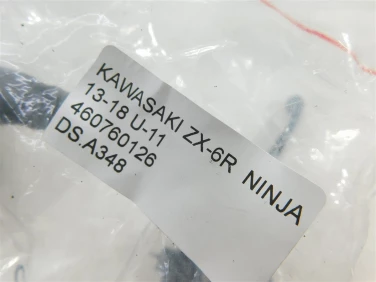 KAWASAKI ZX-6R NINJA
13-18 U-11
460760126
DS.A348